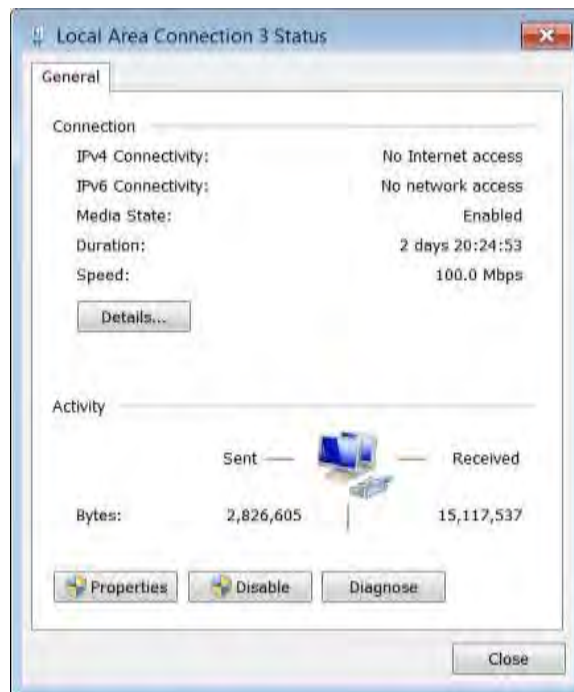 Local Area Connection 3 Status
General
Connection
IPv4 Connectivity: No Internet access
IPv6 Connectivity: No network access
Media State: Enabled
Duration: 2 days 20:24:53
Speed: 100.0 Mbps
Details...
Activity
Sent Received
Bytes: 2,826,605 15,117,537
Properties Disable Diagnose
Close